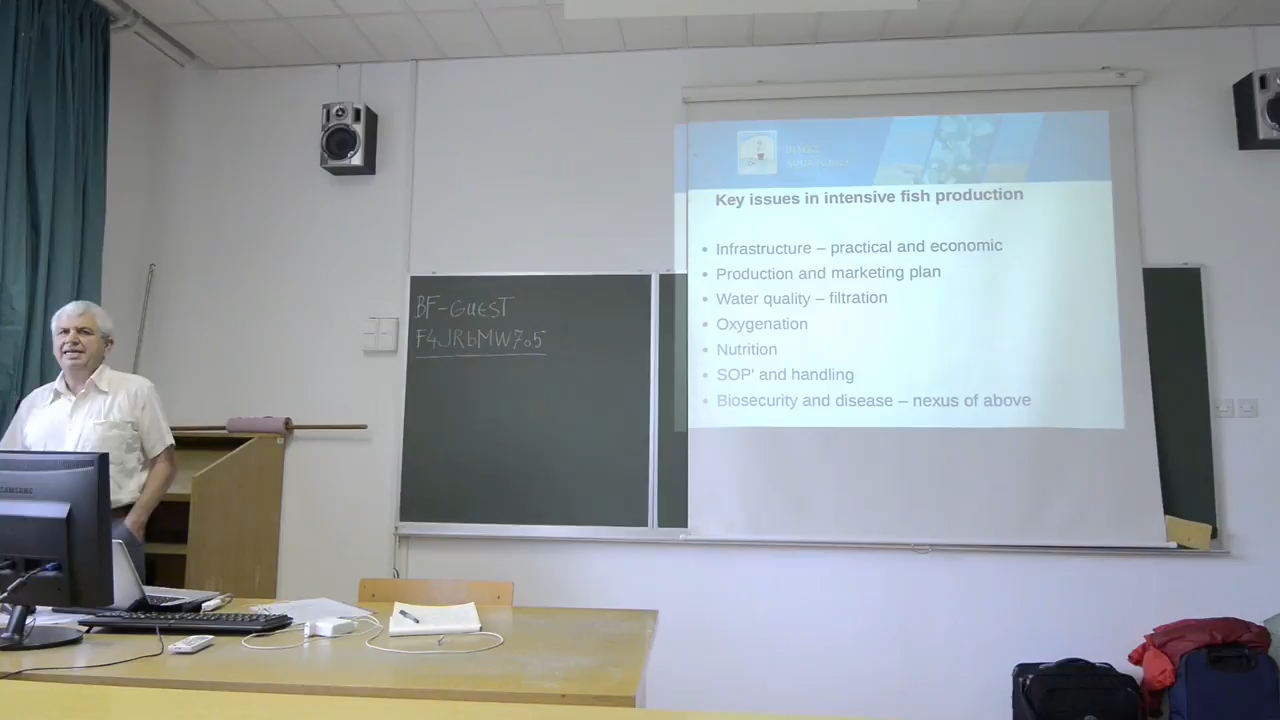 BF-GUEST
F4JRbMW7o5
Key issues in intensive fish production
• Infrastructure – practical and economic
• Production and marketing plan
• Water quality – filtration
• Oxygenation
• Nutrition
• SOP' and handling
• Biosecurity and disease – nexus of above
SAMSUNG